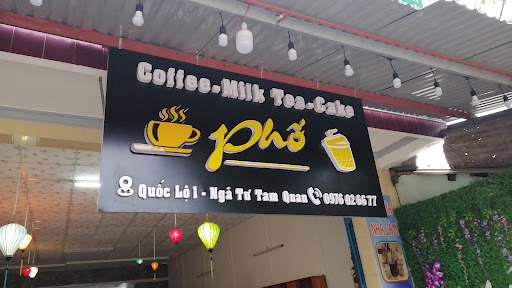 Coffee-Milk Tea-Cake
phố
Quốc Lộ 1 - Ngã Tư Tam Quan 0976 02 66 77